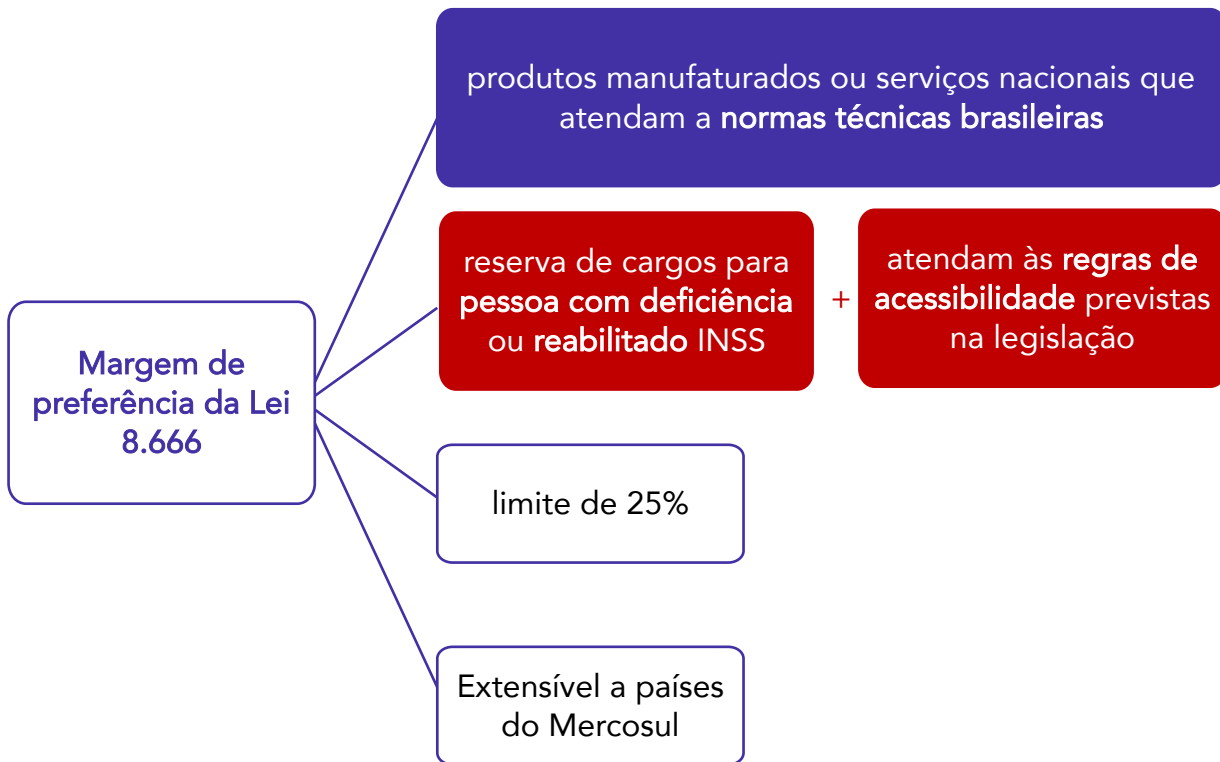 produtos manufaturados ou serviços nacionais que
atendam a normas técnicas brasileiras
reserva de cargos para
pessoa com deficiência
ou reabilitado INSS
+
atendam às regras de
acessibilidade previstas
na legislação
Margem de
preferência da Lei
8.666
limite de 25%
Extensível a países
do Mercosul